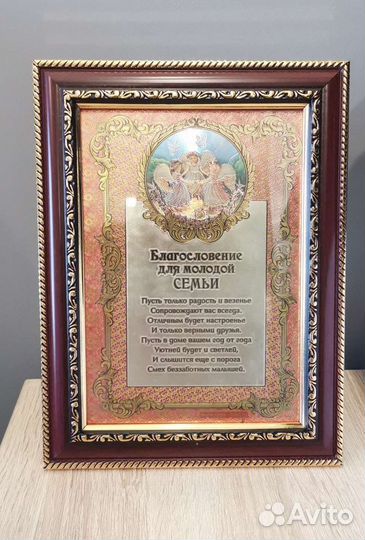 Благословение
для молодой
СЕМЬИ
Пусть только радость и везенье
Сопровождают вас всегда.
Отличным будет настроенье
И только верными друзья.
Пусть в доме вашем год от года
Уютней будет и светлей,
И слышится еще с порога
Смех беззаботных малышей.
Avito